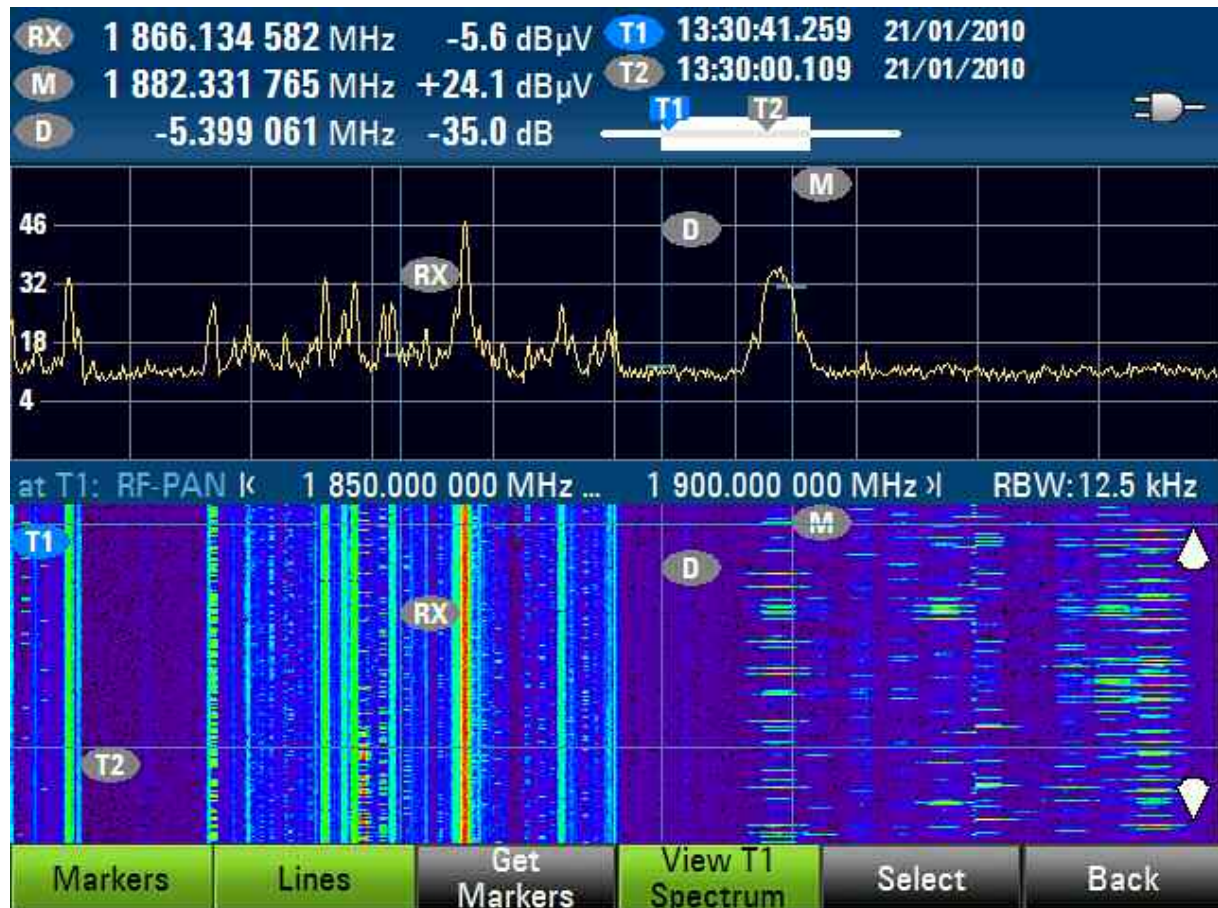 RX 1 866.134 582 MHz -5.6 dBµV T1 13:30:41.259 21/01/2010
M 1 882.331 765 MHz +24.1 dBµV T2 13:30:00.109 21/01/2010
D -5.399 061 MHz -35.0 dB T1 T2
M
46 D
32 RX
18
4
at T1: RF-PAN 1 850.000 000 MHz ... 1 900.000 000 MHz RBW: 12.5 kHz
T1 M
D
RX
T2
Markers Lines Get Markers View T1 Spectrum Select Back